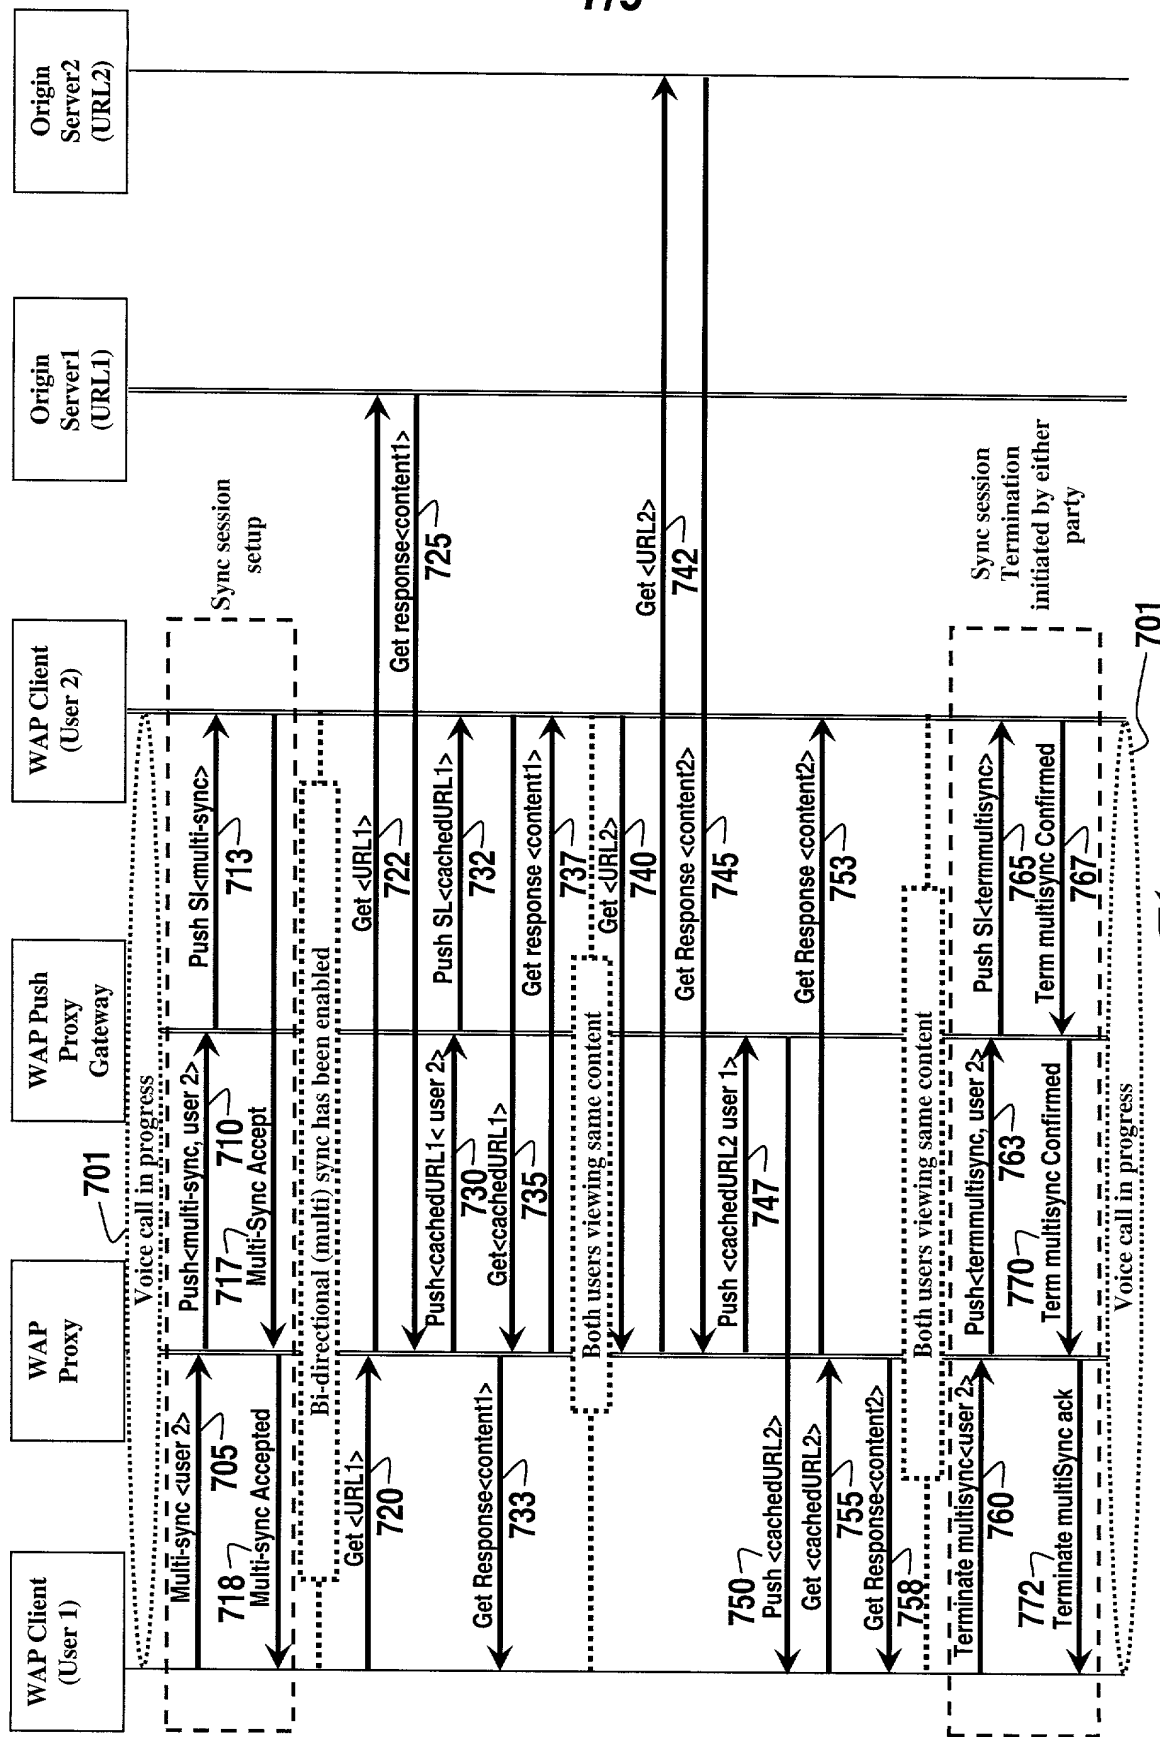 7/9
WAP Client
(User 1)
WAP
Proxy
WAP Push
Proxy
Gateway
WAP Client
(User 2)
Origin
Server1
(URL1)
Origin
Server2
(URL2)
701
Voice call in progress
Sync session
setup
Multi-sync <user 2>
705
Push<multi-sync, user 2>
710
Push SI<multi-sync>
713
717
Multi-Sync Accept
718
Multi-sync Accepted
Bi-directional (multi) sync has been enabled
Get <URL1>
720
Get <URL1>
722
Get response<content1>
725
Push<cachedURL1< user 2>
730
Push SL<cachedURL1>
732
Get Response<content1>
733
Get<cachedURL1>
735
Get response <content1>
737
Both users viewing same content
Get <URL2>
740
Get <URL2>
742
Get Response <content2>
745
Push <cachedURL2 user 1>
747
750
Push <cachedURL2>
Get Response <content2>
753
Get <cachedURL2>
755
Get Response<content2>
758
Both users viewing same content
Sync session
Termination
initiated by either
party
Terminate multisync<user 2>
760
Push<termmultisync, user 2>
763
Push SI<termmultisync>
765
Term multisync Confirmed
767
770
Term multisync Confirmed
772
Terminate multiSync ack
Voice call in progress
701